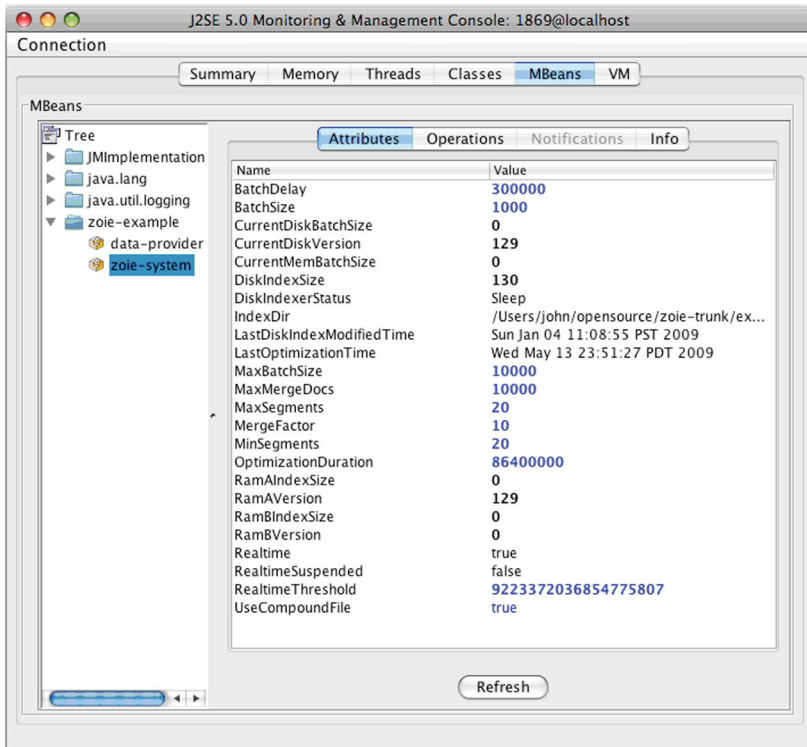 J2SE 5.0 Monitoring & Management Console: 1869@localhost
Connection
Summary Memory Threads Classes MBeans VM
MBeans
Tree
JMImplementation
java.lang
java.util.logging
zoie-example
data-provider
zoie-system
Attributes Operations Notifications Info
Name Value
BatchDelay 300000
BatchSize 1000
CurrentDiskBatchSize 0
CurrentDiskVersion 129
CurrentMemBatchSize 0
DiskIndexSize 130
DiskIndexerStatus Sleep
IndexDir /Users/john/opensource/zoie-trunk/ex...
LastDiskIndexModifiedTime Sun Jan 04 11:08:55 PST 2009
LastOptimizationTime Wed May 13 23:51:27 PDT 2009
MaxBatchSize 10000
MaxMergeDocs 10000
MaxSegments 20
MergeFactor 10
MinSegments 20
OptimizationDuration 86400000
RamAIndexSize 0
RamAVersion 129
RamBIndexSize 0
RamBVersion 0
Realtime true
RealtimeSuspended false
RealtimeThreshold 9223372036854775807
UseCompoundFile true
Refresh